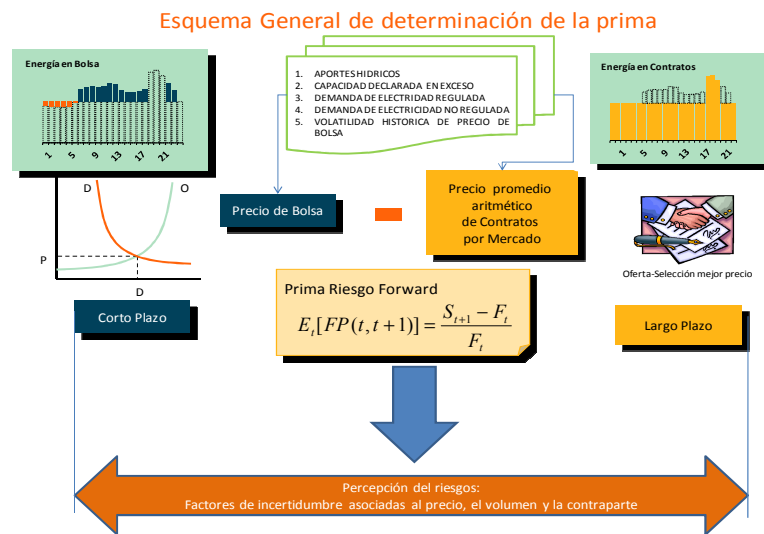 Esquema General de determinación de la prima
Energía en Bolsa
1 5 9 13 17 21
1. APORTES HIDRICOS
2. CAPACIDAD DECLARADA EN EXCESO
3. DEMANDA DE ELECTRIDAD REGULADA
4. DEMANDA DE ELECTRICIDAD NO REGULADA
5. VOLATILIDAD HISTORICA DE PRECIO DE
BOLSA
Energía en Contratos
1 5 9 13 17 21
D O
P
D
Precio de Bolsa
Precio promedio
aritmético
de Contratos
por Mercado
Oferta-Selección mejor precio
Prima Riesgo Forward
E_t[FP(t,t+1)] = (S_{t+1} − F_t) / F_t
Corto Plazo
Largo Plazo
Percepción del riesgos:
Factores de incertidumbre asociadas al precio, el volumen y la contraparte